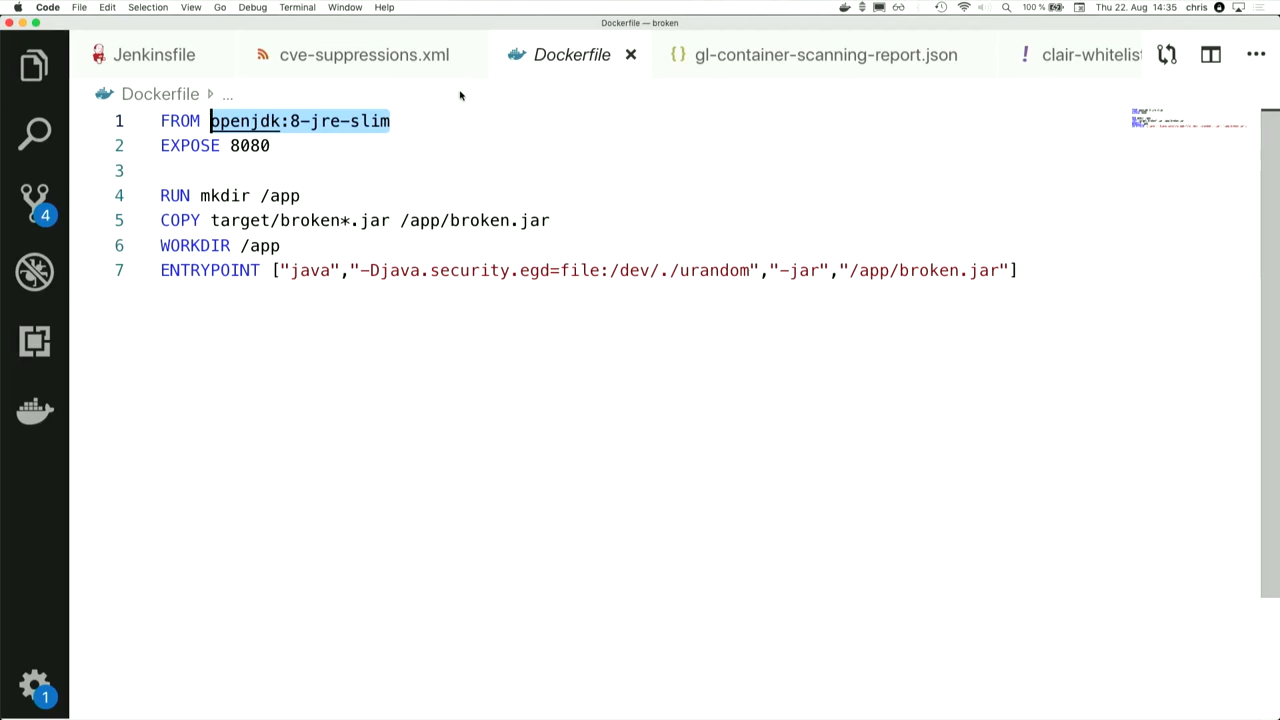 Code File Edit Selection View Go Debug Terminal Window Help 100 % Thu 22. Aug 14:35 chris
Dockerfile — broken
Jenkinsfile cve-suppressions.xml Dockerfile gl-container-scanning-report.json clair-whitelist
Dockerfile ...
1 FROM openjdk:8-jre-slim
2 EXPOSE 8080
3
4 RUN mkdir /app
5 COPY target/broken*.jar /app/broken.jar
6 WORKDIR /app
7 ENTRYPOINT ["java","-Djava.security.egd=file:/dev/./urandom","-jar","/app/broken.jar"]
4
1